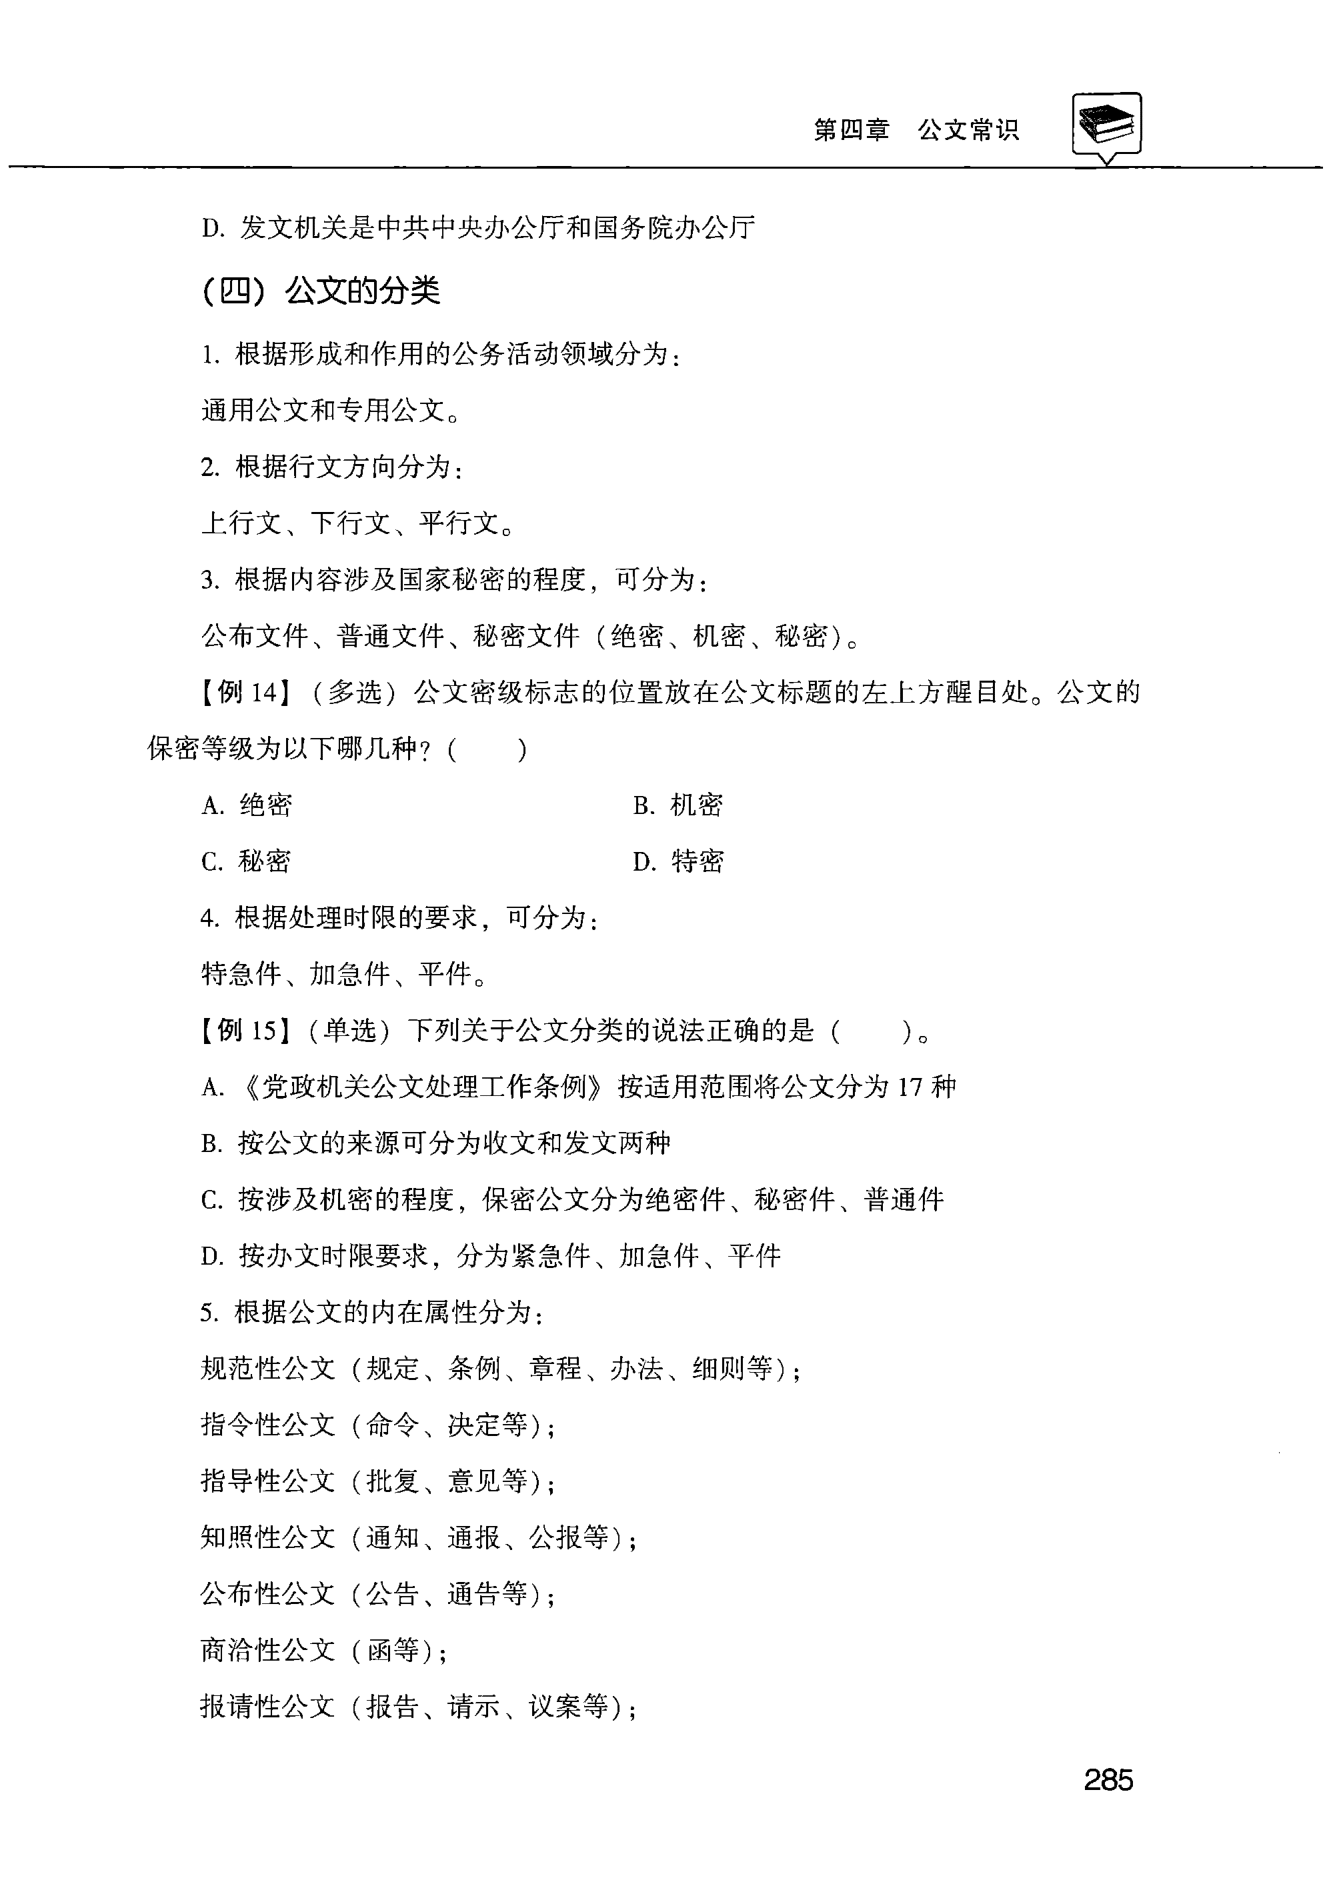 第四章 公文常识
D. 发文机关是中共中央办公厅和国务院办公厅
(四) 公文的分类
1. 根据形成和作用的公务活动领域分为：
通用公文和专用公文。
2. 根据行文方向分为：
上行文、下行文、平行文。
3. 根据内容涉及国家秘密的程度，可分为：
公布文件、普通文件、秘密文件（绝密、机密、秘密）。
【例 14】（多选）公文密级标志的位置放在公文标题的左上方醒目处。公文的
保密等级为以下哪几种？（　　）
A. 绝密　　B. 机密
C. 秘密　　D. 特密
4. 根据处理时限的要求，可分为：
特急件、加急件、平件。
【例 15】（单选）下列关于公文分类的说法正确的是（　　）。
A. 《党政机关公文处理工作条例》按适用范围将公文分为 17 种
B. 按公文的来源可分为收文和发文两种
C. 按涉及机密的程度，保密公文分为绝密件、秘密件、普通件
D. 按办文时限要求，分为紧急件、加急件、平件
5. 根据公文的内在属性分为：
规范性公文（规定、条例、章程、办法、细则等）；
指令性公文（命令、决定等）；
指导性公文（批复、意见等）；
知照性公文（通知、通报、公报等）；
公布性公文（公告、通告等）；
商洽性公文（函等）；
报请性公文（报告、请示、议案等）；
285